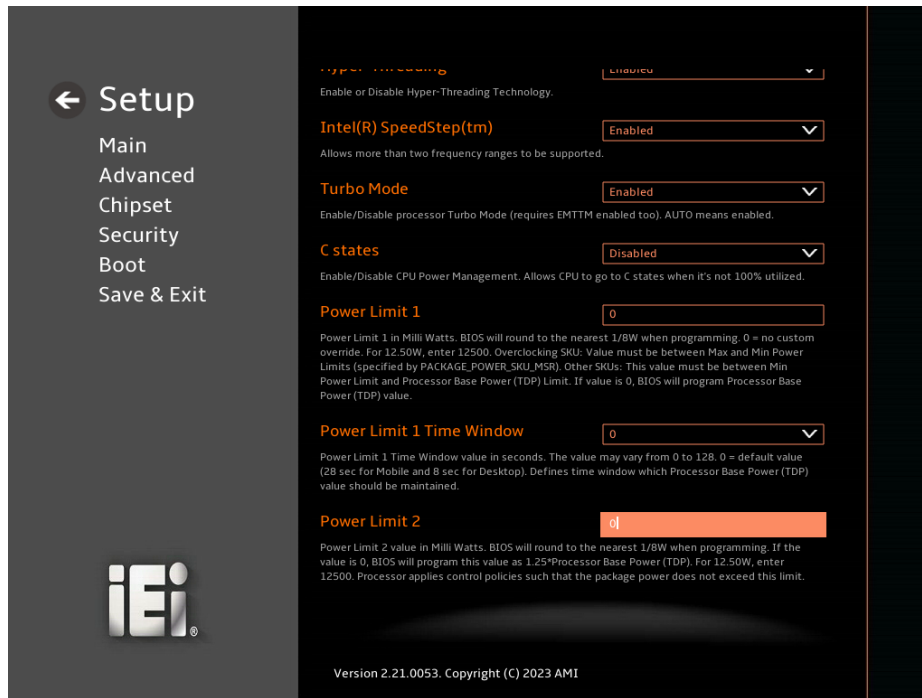 Setup
Main
Advanced
Chipset
Security
Boot
Save & Exit
iEi®
Hyper-Threading
Enabled
Enable or Disable Hyper-Threading Technology.
Intel(R) SpeedStep(tm)
Enabled
Allows more than two frequency ranges to be supported.
Turbo Mode
Enabled
Enable/Disable processor Turbo Mode (requires EMTTM enabled too). AUTO means enabled.
C states
Disabled
Enable/Disable CPU Power Management. Allows CPU to go to C states when it's not 100% utilized.
Power Limit 1
0
Power Limit 1 in Milli Watts. BIOS will round to the nearest 1/8W when programming. 0 = no custom
override. For 12.50W, enter 12500. Overclocking SKU: Value must be between Max and Min Power
Limits (specified by PACKAGE_POWER_SKU_MSR). Other SKUs: This value must be between Min
Power Limit and Processor Base Power (TDP) Limit. If value is 0, BIOS will program Processor Base
Power (TDP) value.
Power Limit 1 Time Window
0
Power Limit 1 Time Window value in seconds. The value may vary from 0 to 128. 0 = default value
(28 sec for Mobile and 8 sec for Desktop). Defines time window which Processor Base Power (TDP)
value should be maintained.
Power Limit 2
0
Power Limit 2 value in Milli Watts. BIOS will round to the nearest 1/8W when programming. If the
value is 0, BIOS will program this value as 1.25*Processor Base Power (TDP). For 12.50W, enter
12500. Processor applies control policies such that the package power does not exceed this limit.
Version 2.21.0053. Copyright (C) 2023 AMI